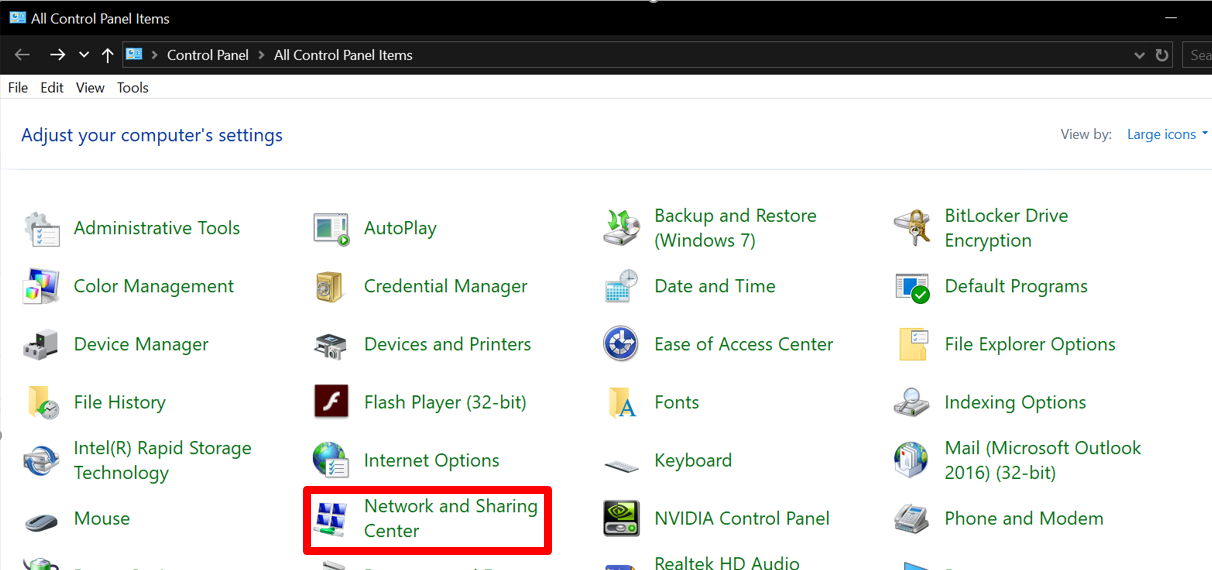 All Control Panel Items
Control Panel > All Control Panel Items
Sea
File Edit View Tools
Adjust your computer's settings
View by: Large icons
Administrative Tools
AutoPlay
Backup and Restore
(Windows 7)
BitLocker Drive
Encryption
Color Management
Credential Manager
Date and Time
Default Programs
Device Manager
Devices and Printers
Ease of Access Center
File Explorer Options
File History
Flash Player (32-bit)
Fonts
Indexing Options
Intel(R) Rapid Storage
Technology
Internet Options
Keyboard
Mail (Microsoft Outlook
2016) (32-bit)
Mouse
Network and Sharing
Center
NVIDIA Control Panel
Phone and Modem
Realtek HD Audio